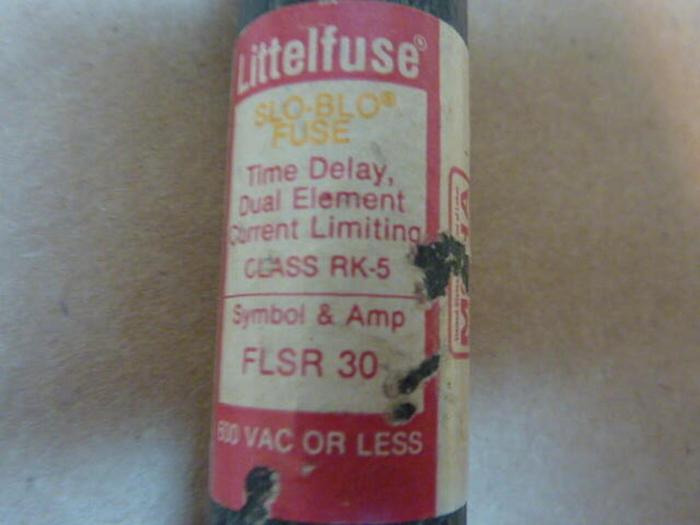 Littelfuse®
SLO-BLO®
FUSE
Time Delay,
Dual Element
Current Limiting
CLASS RK-5
Symbol & Amp
FLSR 30
600 VAC OR LESS